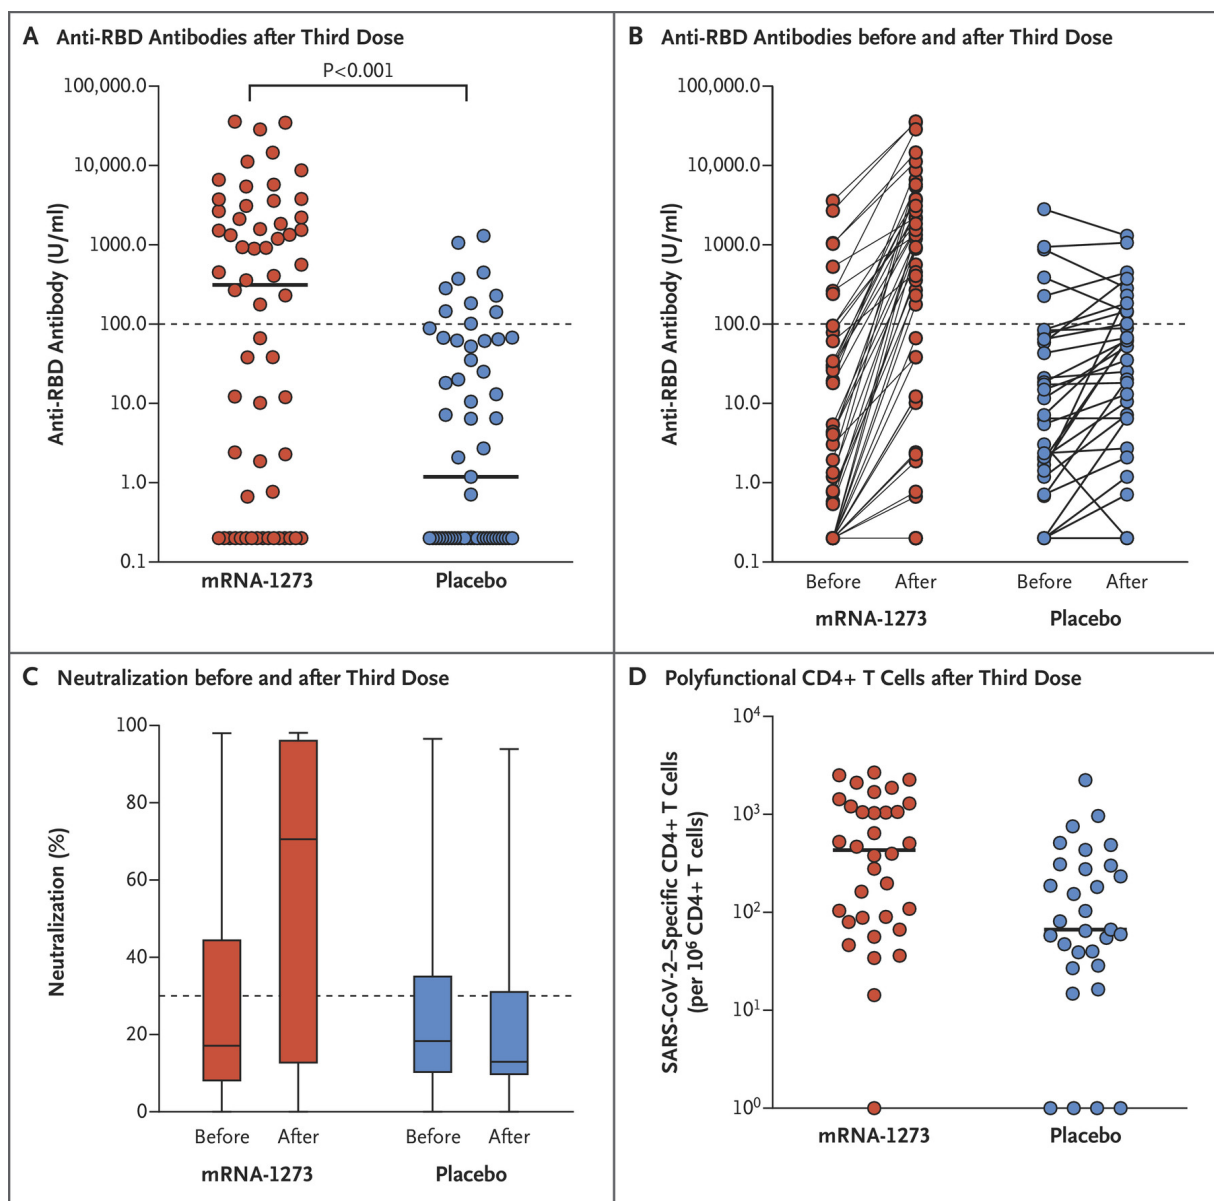 A Anti-RBD Antibodies after Third Dose
P<0.001
Anti-RBD Antibody (U/ml)
100,000.0
10,000.0
1000.0
100.0
10.0
1.0
0.1
mRNA-1273
Placebo
B Anti-RBD Antibodies before and after Third Dose
Anti-RBD Antibody (U/ml)
100,000.0
10,000.0
1000.0
100.0
10.0
1.0
0.1
Before
After
Before
After
mRNA-1273
Placebo
C Neutralization before and after Third Dose
Neutralization (%)
100
80
60
40
20
0
Before
After
Before
After
mRNA-1273
Placebo
D Polyfunctional CD4+ T Cells after Third Dose
SARS-CoV-2–Specific CD4+ T Cells
(per 10⁶ CD4+ T cells)
10⁴
10³
10²
10¹
10⁰
mRNA-1273
Placebo